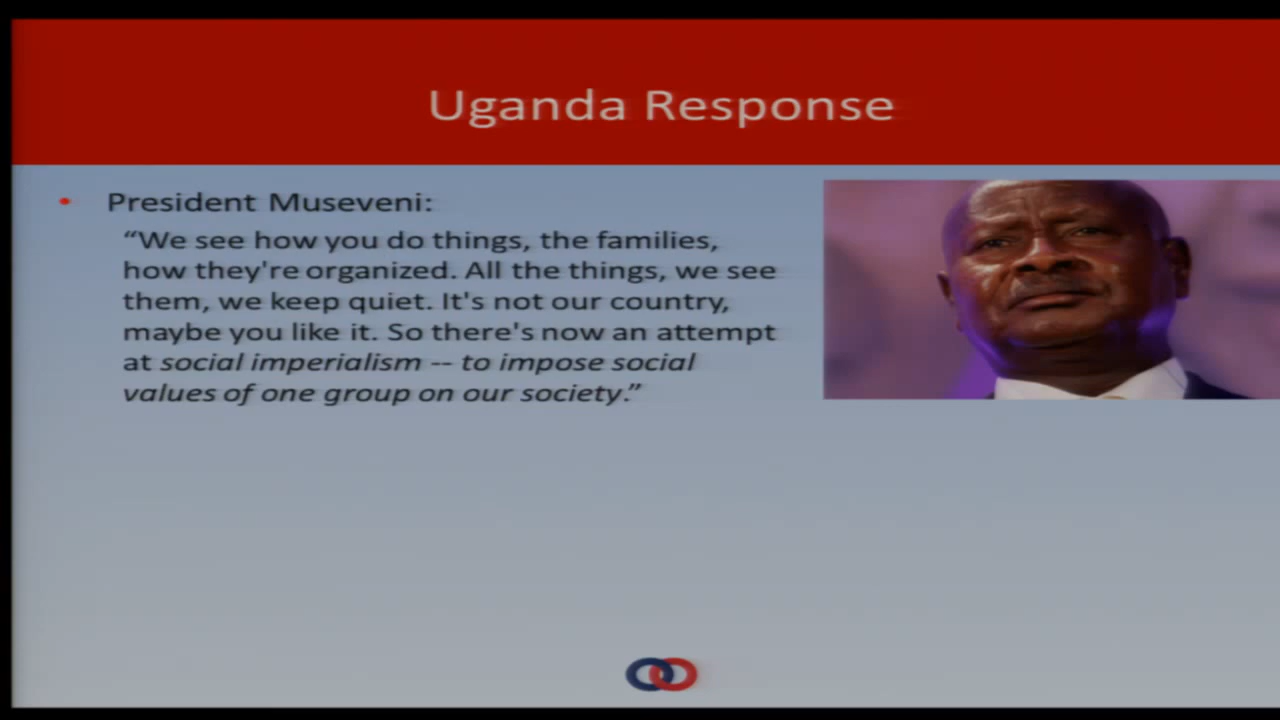 Uganda Response
• President Museveni:
“We see how you do things, the families,
how they're organized. All the things, we see
them, we keep quiet. It's not our country,
maybe you like it. So there's now an attempt
at social imperialism -- to impose social
values of one group on our society.”